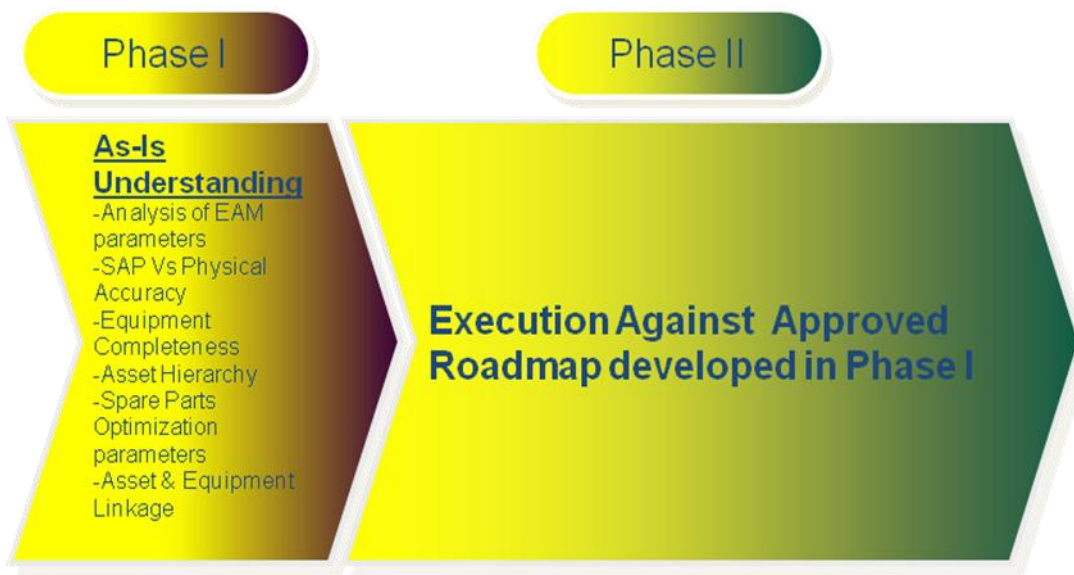 Phase I
Phase II
As-Is
Understanding
-Analysis of EAM
parameters
-SAP Vs Physical
Accuracy
-Equipment
Completeness
-Asset Hierarchy
-Spare Parts
Optimization
parameters
-Asset & Equipment
Linkage
Execution Against Approved
Roadmap developed in Phase I